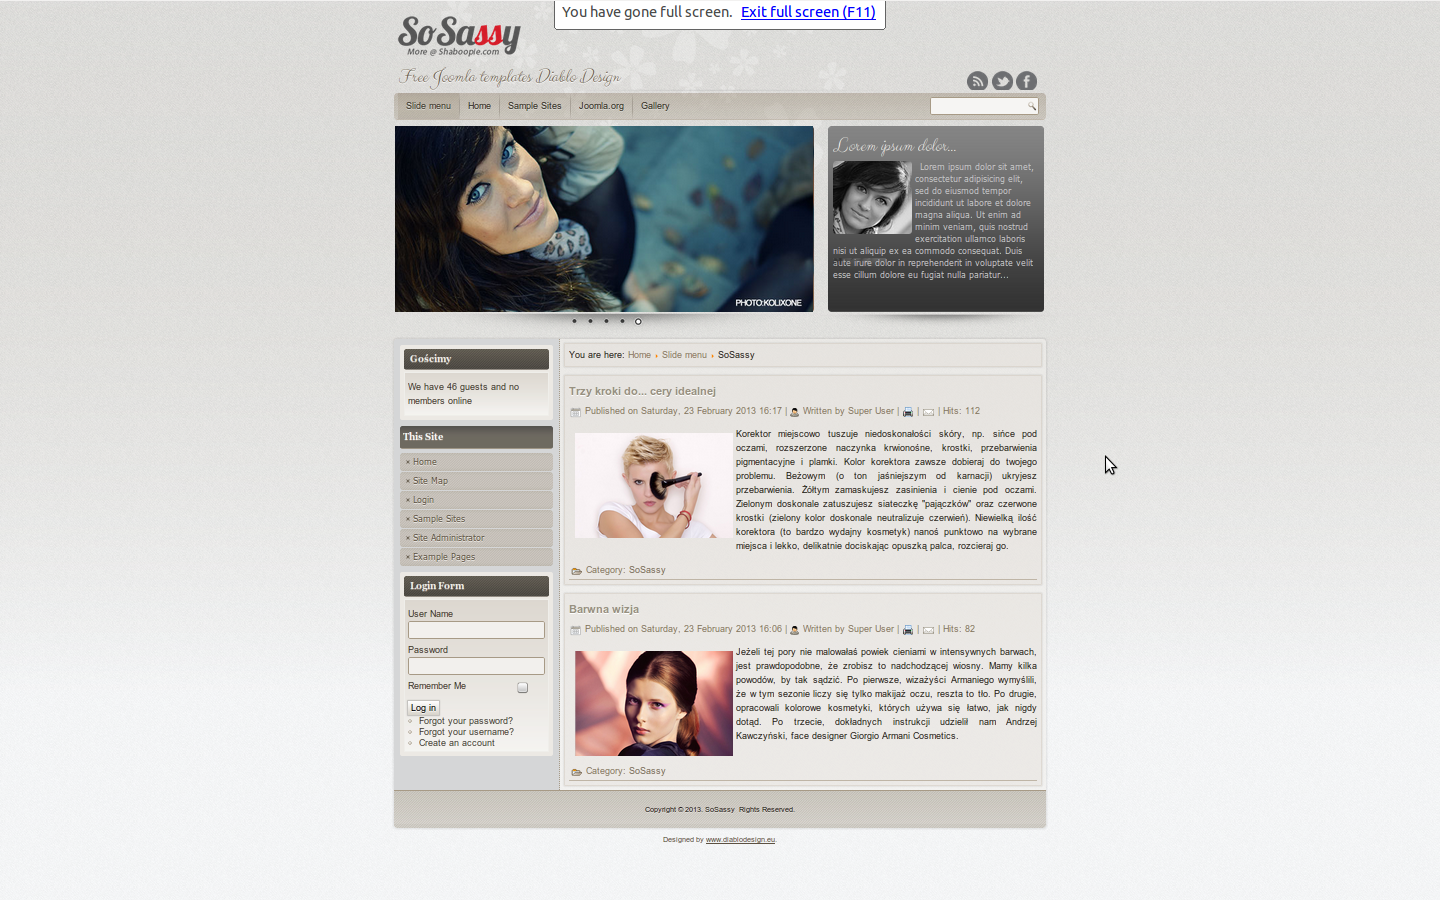 You have gone full screen. Exit full screen (F11)
SoSassy
More @ Shaboopie.com
Free Joomla templates Diablo Design
Slide menu
Home
Sample Sites
Joomla.org
Gallery
PHOTO:KOLIXONE
Lorem ipsum dolor...
Lorem ipsum dolor sit amet,
consectetur adipisicing elit,
sed do eiusmod tempor
incididunt ut labore et dolore
magna aliqua. Ut enim ad
minim veniam, quis nostrud
exercitation ullamco laboris
nisi ut aliquip ex ea commodo consequat. Duis
aute irure dolor in reprehenderit in voluptate velit
esse cillum dolore eu fugiat nulla pariatur...
Gośćimy
We have 46 guests and no
members online
This Site
× Home
× Site Map
× Login
× Sample Sites
× Site Administrator
× Example Pages
Login Form
User Name
Password
Remember Me
Log in
Forgot your password?
Forgot your username?
Create an account
You are here: Home › Slide menu › SoSassy
Trzy kroki do... cery idealnej
Published on Saturday, 23 February 2013 16:17 | Written by Super User | | | Hits: 112
Korektor miejscowo tuszuje niedoskonałości skóry, np. sińce pod
oczami, rozszerzone naczynka krwionośne, krostki, przebarwienia
pigmentacyjne i plamki. Kolor korektora zawsze dobieraj do twojego
problemu. Beżowym (o ton jaśniejszym od karnacji) ukryjesz
przebarwienia. Żółtym zamaskujesz zasinienia i cienie pod oczami.
Zielonym doskonale zatuszujesz siateczkę "pajączków" oraz czerwone
krostki (zielony kolor doskonale neutralizuje czerwień). Niewielką ilość
korektora (to bardzo wydajny kosmetyk) nanoś punktowo na wybrane
miejsca i lekko, delikatnie dociskając opuszką palca, rozcieraj go.
Category: SoSassy
Barwna wizja
Published on Saturday, 23 February 2013 16:06 | Written by Super User | | | Hits: 82
Jeżeli tej pory nie malowałaś powiek cieniami w intensywnych barwach,
jest prawdopodobne, że zrobisz to nadchodzącej wiosny. Mamy kilka
powodów, by tak sądzić. Po pierwsze, wizażyści Armaniego wymyślili,
że w tym sezonie liczy się tylko makijaż oczu, reszta to tło. Po drugie,
opracowali kolorowe kosmetyki, których używa się łatwo, jak nigdy
dotąd. Po trzecie, dokładnych instrukcji udzielił nam Andrzej
Kawczyński, face designer Giorgio Armani Cosmetics.
Category: SoSassy
Copyright © 2013. SoSassy Rights Reserved.
Designed by www.diablodesign.eu.